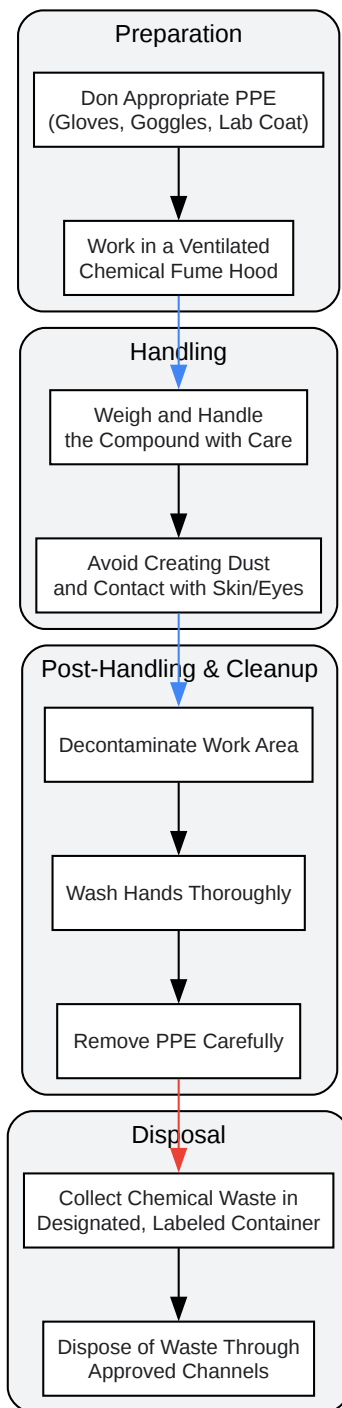 Preparation
Don Appropriate PPE
(Gloves, Goggles, Lab Coat)
Work in a Ventilated
Chemical Fume Hood
Handling
Weigh and Handle
the Compound with Care
Avoid Creating Dust
and Contact with Skin/Eyes
Post-Handling & Cleanup
Decontaminate Work Area
Wash Hands Thoroughly
Remove PPE Carefully
Disposal
Collect Chemical Waste in
Designated, Labeled Container
Dispose of Waste Through
Approved Channels